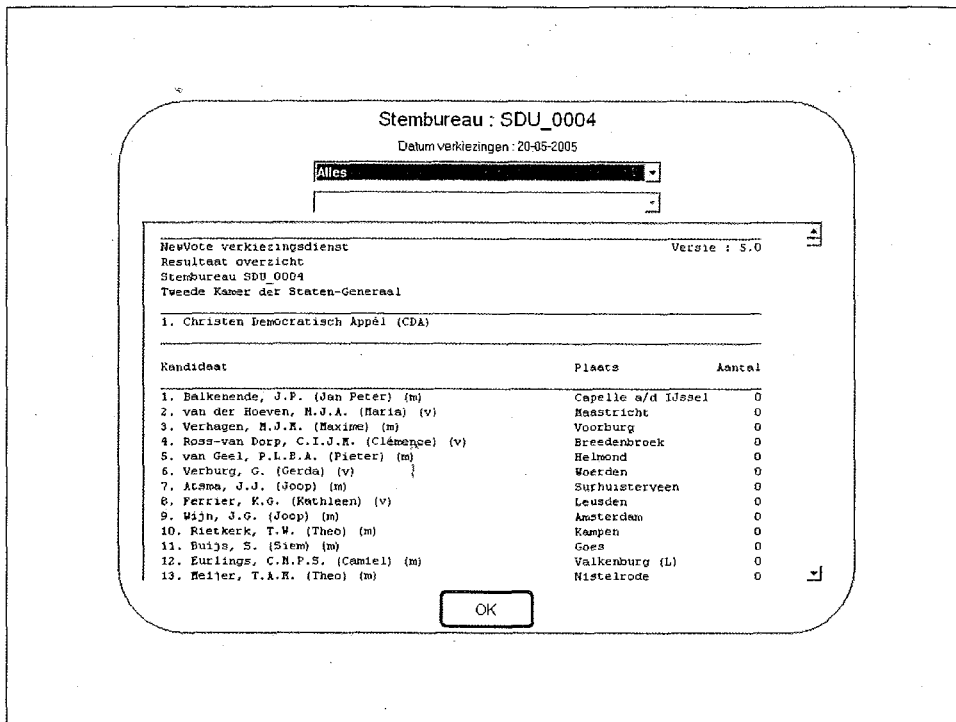 Stembureau : SDU_0004
Datum verkiezingen : 20-05-2005
Alles
NewVote verkiezingsdienst Versie : 5.0
Resultaat overzicht
Stembureau SDU_0004
Tweede Kamer der Staten-Generaal
1. Christen Democratisch Appèl (CDA)
Kandidaat Plaats Aantal
1. Balkenende, J.P. (Jan Peter) (m) Capelle a/d IJssel 0
2. van der Hoeven, M.J.A. (Maria) (v) Maastricht 0
3. Verhagen, M.J.M. (Maxime) (m) Voorburg 0
4. Ross-van Dorp, C.I.J.M. (Clémence) (v) Breedenbroek 0
5. van Geel, P.L.B.A. (Pieter) (m) Helmond 0
6. Verburg, G. (Gerda) (v) Woerden 0
7. Atsma, J.J. (Joop) (m) Surhuisterveen 0
8. Ferrier, K.G. (Kathleen) (v) Leusden 0
9. Wijn, J.G. (Joop) (m) Amsterdam 0
10. Rietkerk, T.W. (Theo) (m) Kampen 0
11. Buijs, S. (Siem) (m) Goes 0
12. Eurlings, C.M.P.S. (Camiel) (m) Valkenburg (L) 0
13. Meijer, T.A.M. (Theo) (m) Nistelrode 0
OK